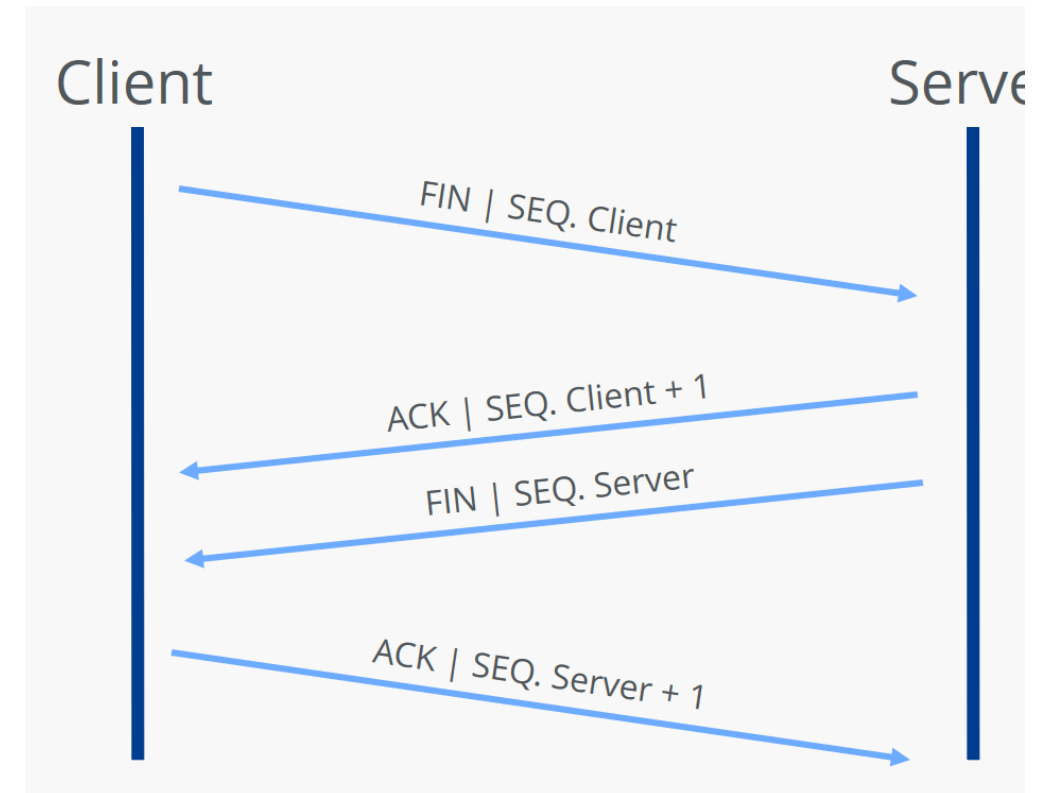 Client
Serve
FIN | SEQ. Client
ACK | SEQ. Client + 1
FIN | SEQ. Server
ACK | SEQ. Server + 1